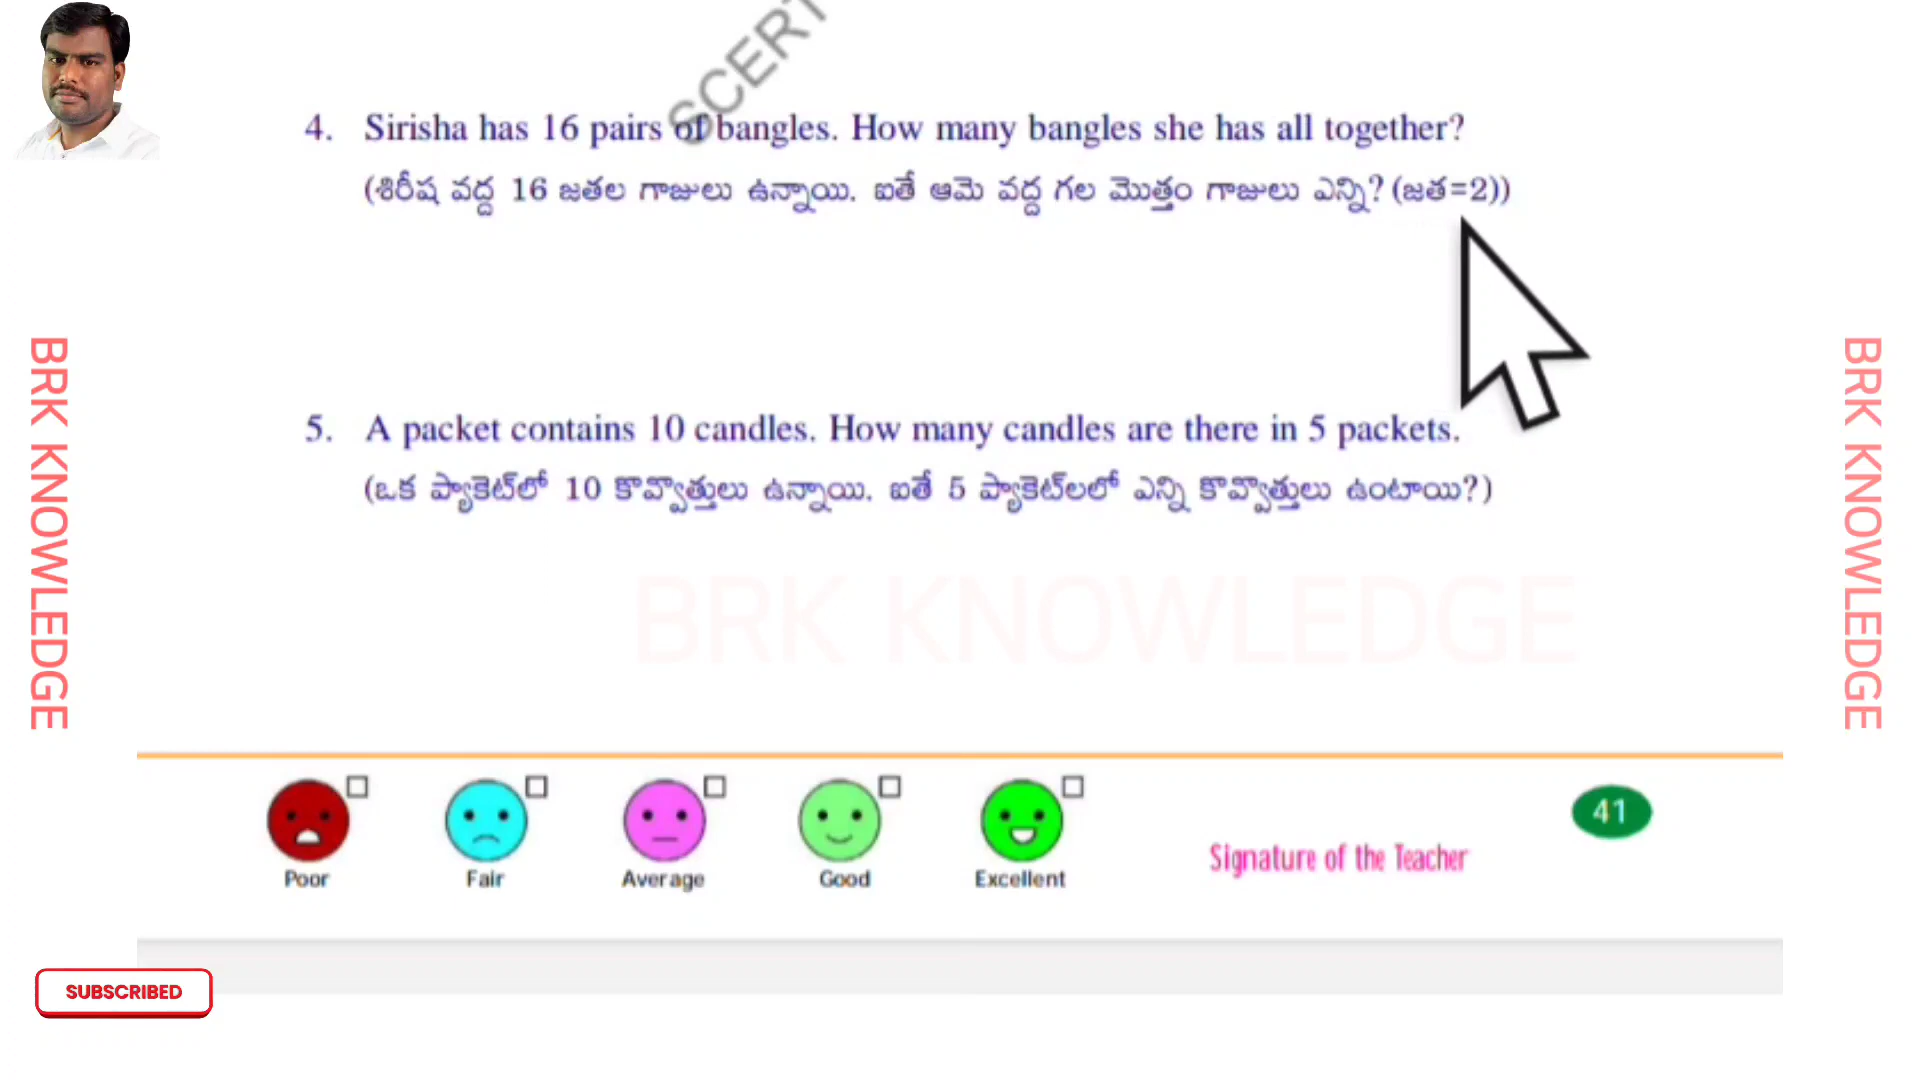 SCERT
4. Sirisha has 16 pairs of bangles. How many bangles she has all together?
(శిరీష వద్ద 16 జతల గాజులు ఉన్నాయి. ఐతే ఆమె వద్ద గల మొత్తం గాజులు ఎన్ని? (జత=2))
5. A packet contains 10 candles. How many candles are there in 5 packets.
(ఒక ప్యాకెట్‌లో 10 కొవ్వొత్తులు ఉన్నాయి. ఐతే 5 ప్యాకెట్‌లలో ఎన్ని కొవ్వొత్తులు ఉంటాయి?)
BRK KNOWLEDGE
BRK KNOWLEDGE
BRK KNOWLEDGE
Poor Fair Average Good Excellent
Signature of the Teacher
41
SUBSCRIBED